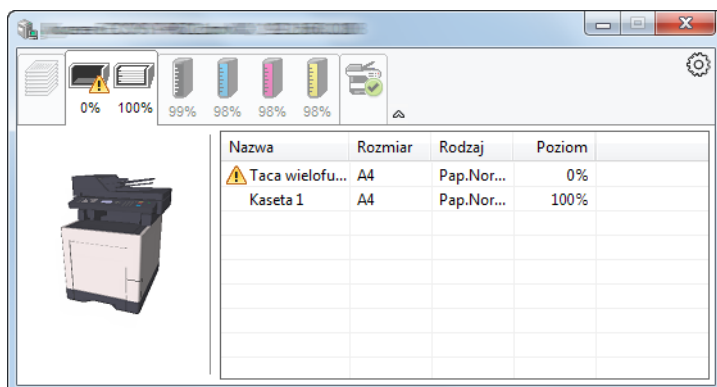 0% 100% 99% 98% 98% 98%
Nazwa Rozmiar Rodzaj Poziom
Taca wielofu... A4 Pap.Nor... 0%
Kaseta 1 A4 Pap.Nor... 100%